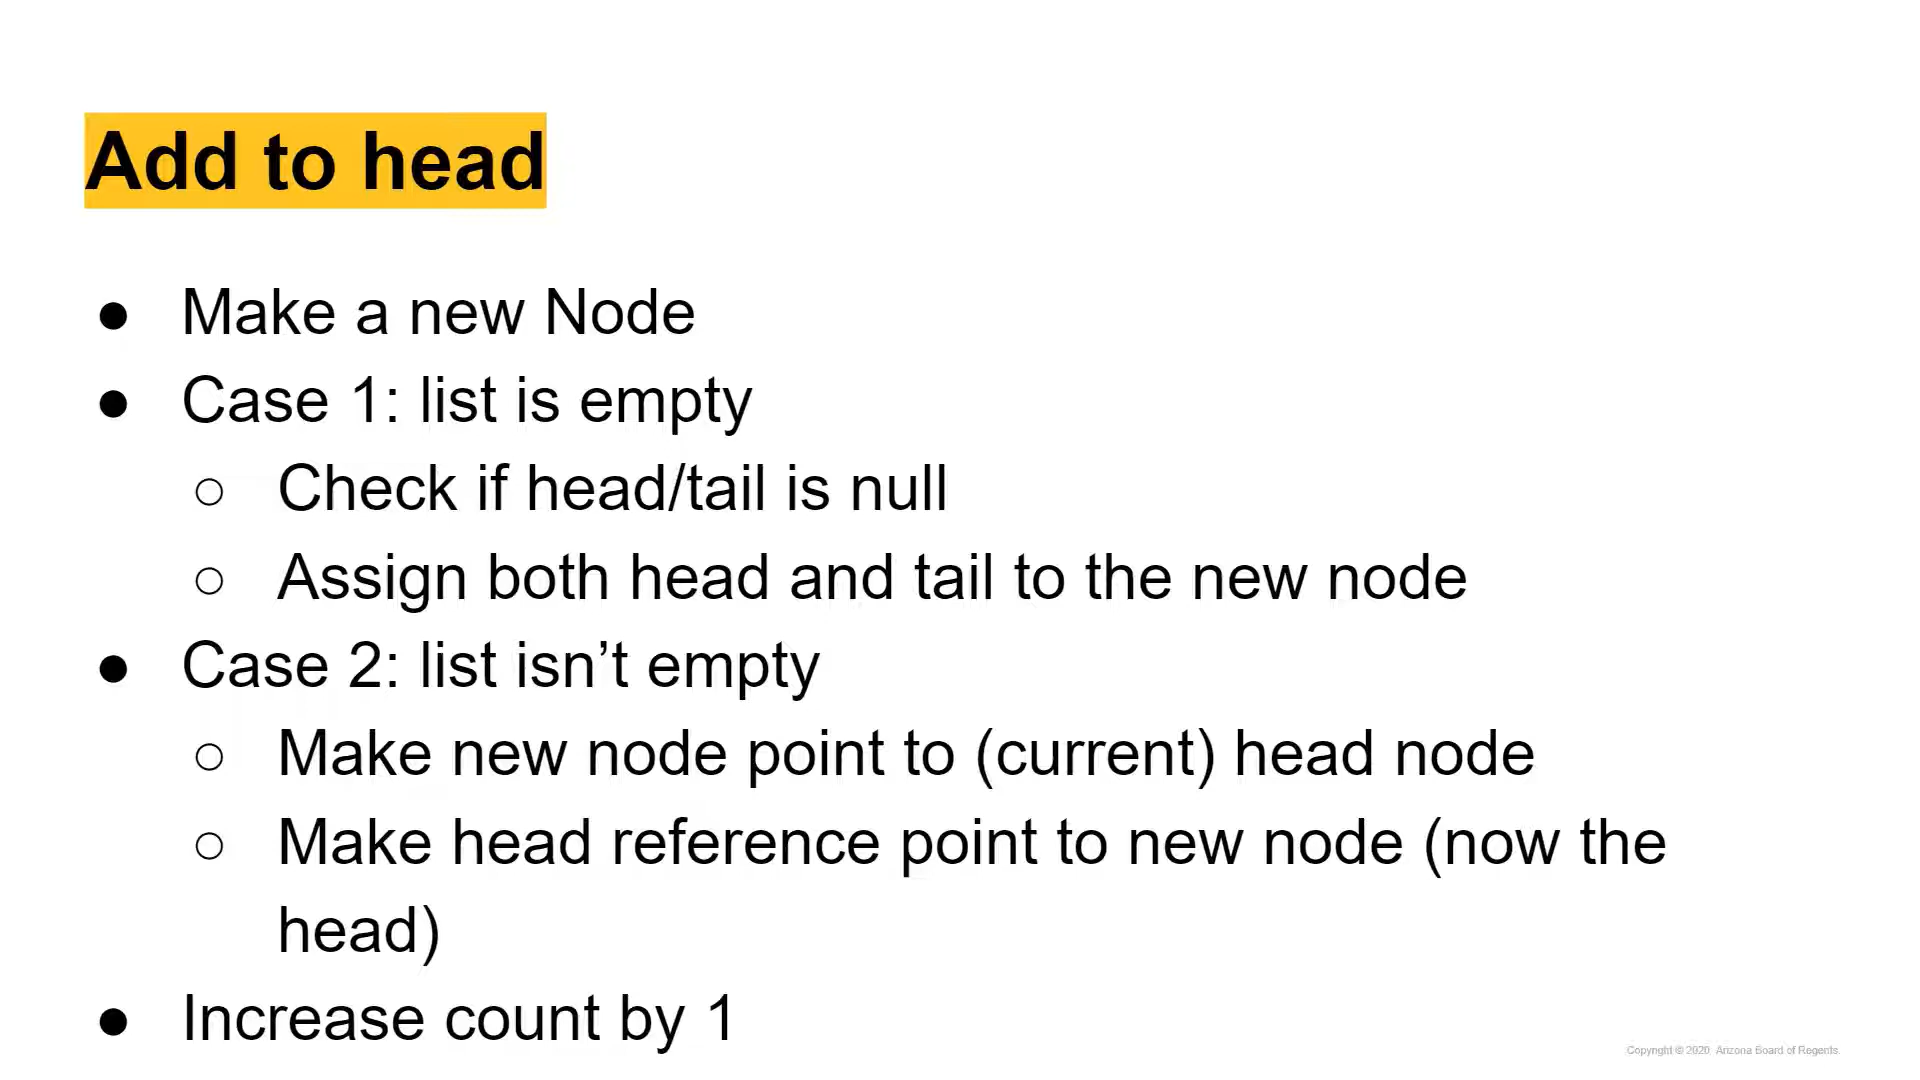 Add to head
● Make a new Node
● Case 1: list is empty
○ Check if head/tail is null
○ Assign both head and tail to the new node
● Case 2: list isn’t empty
○ Make new node point to (current) head node
○ Make head reference point to new node (now the
head)
● Increase count by 1
Copyright © 2020 Arizona Board of Regents